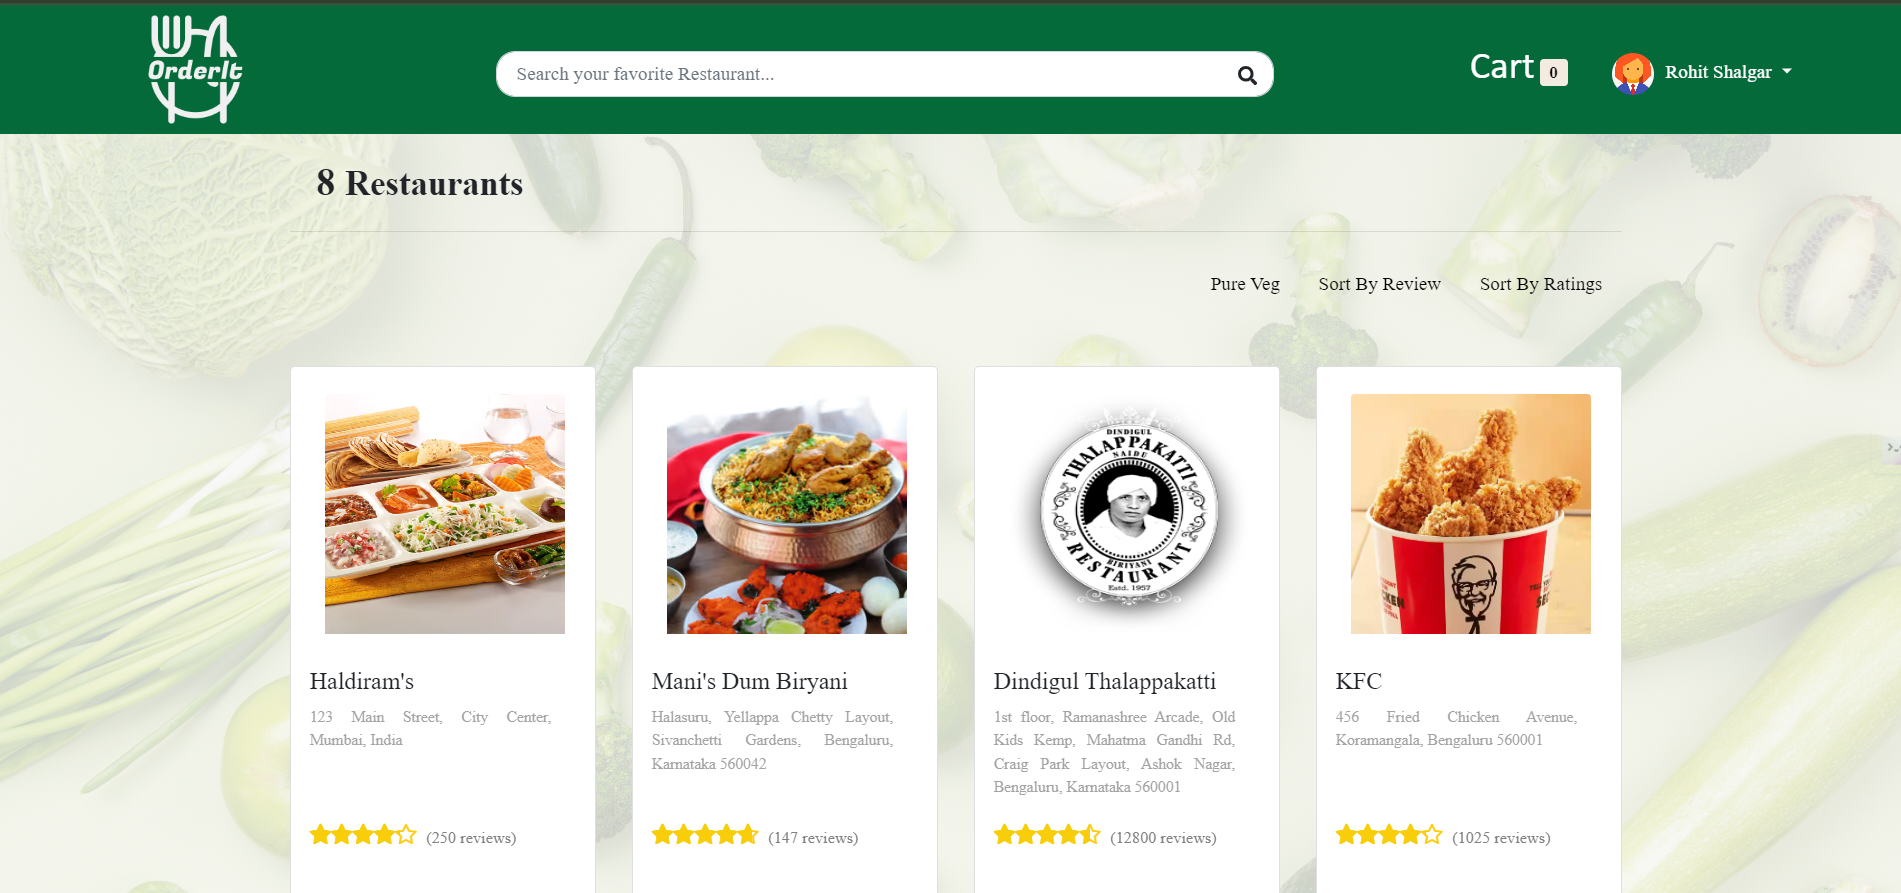 OrderIt
Search your favorite Restaurant...
Cart 0
Rohit Shalgar
8 Restaurants
Pure Veg Sort By Review Sort By Ratings
DINDIGUL
THALAPPAKATTI
NAIDU
BIRIYANI
RESTAURANT
Estd. 1957
Haldiram's
123 Main Street, City Center,
Mumbai, India
(250 reviews)
Mani's Dum Biryani
Halasuru, Yellappa Chetty Layout,
Sivanchetti Gardens, Bengaluru,
Karnataka 560042
(147 reviews)
Dindigul Thalappakatti
1st floor, Ramanashree Arcade, Old
Kids Kemp, Mahatma Gandhi Rd,
Craig Park Layout, Ashok Nagar,
Bengaluru, Karnataka 560001
(12800 reviews)
KFC
456 Fried Chicken Avenue,
Koramangala, Bengaluru 560001
(1025 reviews)